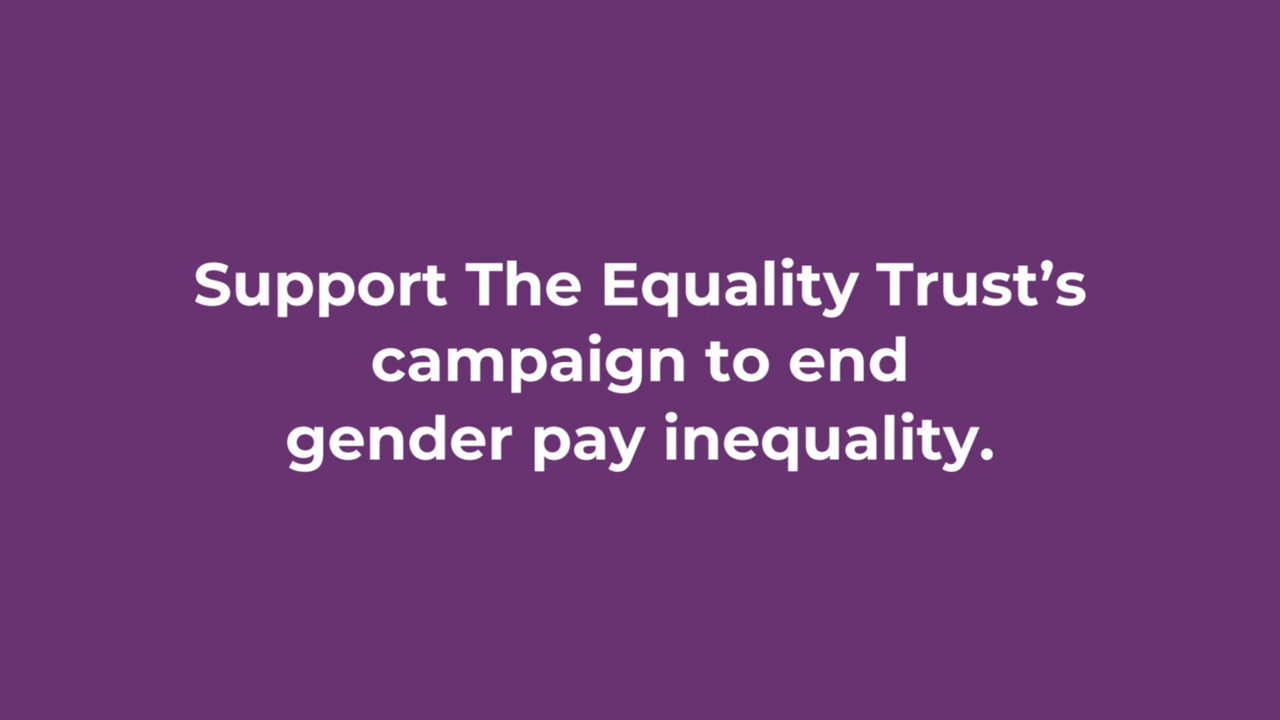 Support The Equality Trust’s
campaign to end
gender pay inequality.